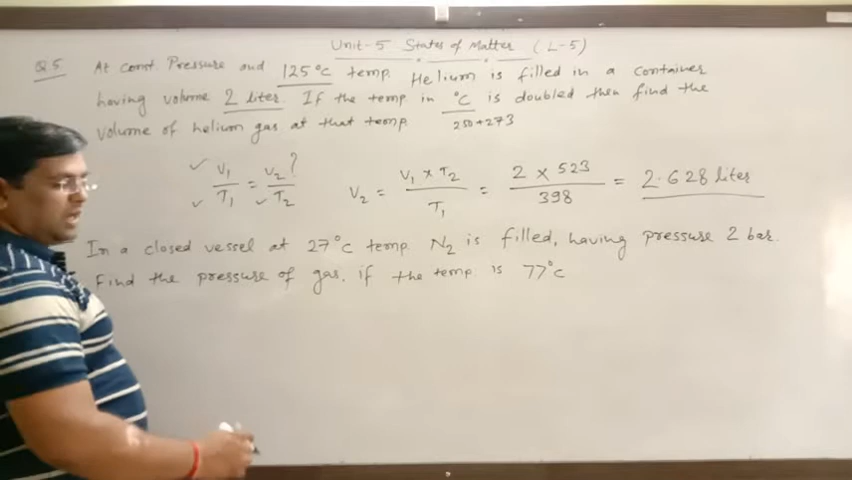 Unit-5 States of Matter (L-5)
Q.5 At const. Pressure and 125°C temp. Helium is filled in a container
having volume 2 liter. If the temp in °C is doubled then find the
volume of helium gas at that temp. 250+273
✓ V₁/T₁ ✓ = V₂?/✓T₂ V₂ = V₁ × T₂/T₁ = 2 × 523/398 = 2.628 liter
In a closed vessel at 27°C temp. N₂ is filled, having pressure 2 bar.
Find the pressure of gas, if the temp is 77°C